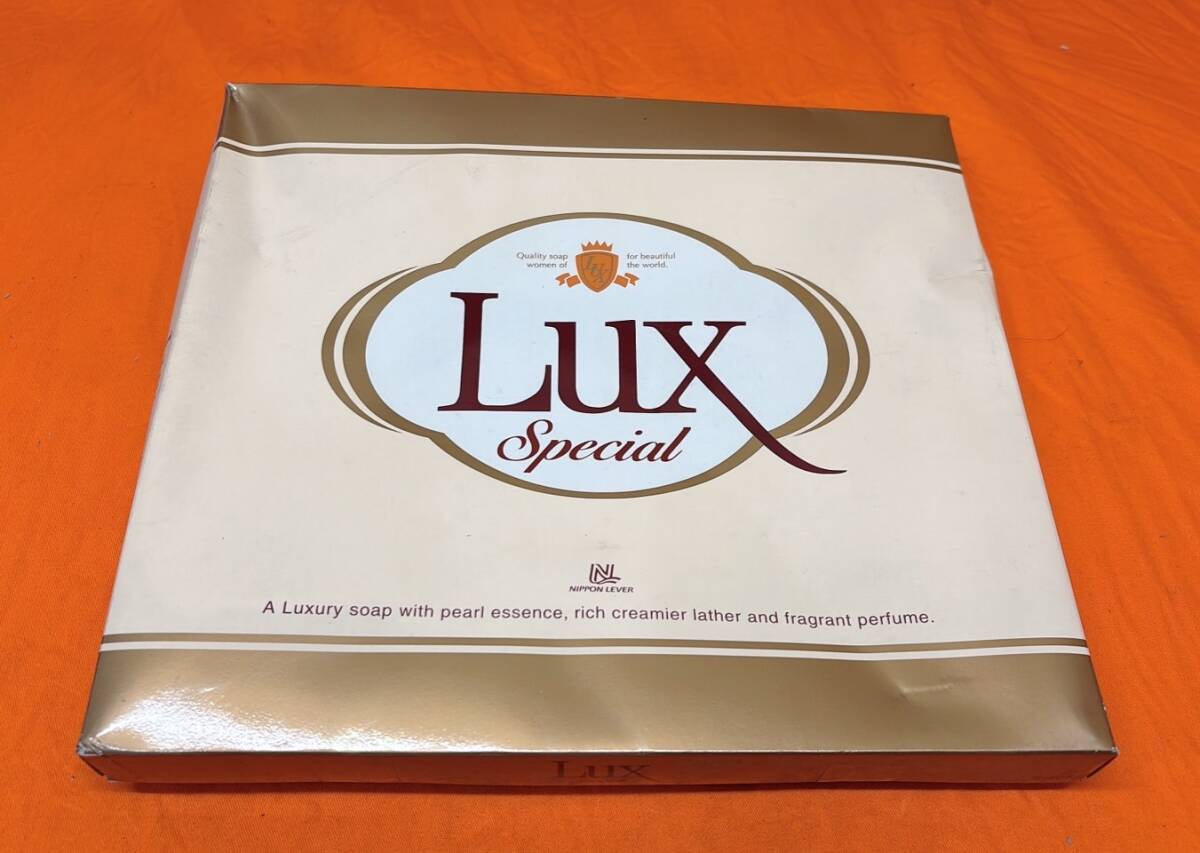 Quality soap for beautiful
women of the world.
LUX
Lux
Special
NIPPON LEVER
A Luxury soap with pearl essence, rich creamier lather and fragrant perfume.
Lux